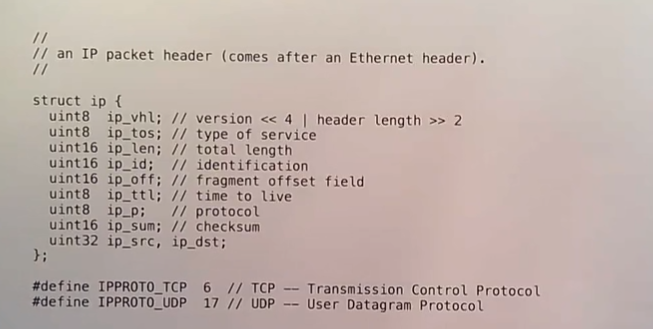 //
// an IP packet header (comes after an Ethernet header).
//
struct ip {
  uint8  ip_vhl; // version << 4 | header length >> 2
  uint8  ip_tos; // type of service
  uint16 ip_len; // total length
  uint16 ip_id;  // identification
  uint16 ip_off; // fragment offset field
  uint8  ip_ttl; // time to live
  uint8  ip_p;   // protocol
  uint16 ip_sum; // checksum
  uint32 ip_src, ip_dst;
};
#define IPPROTO_TCP  6  // TCP –– Transmission Control Protocol
#define IPPROTO_UDP  17 // UDP –– User Datagram Protocol